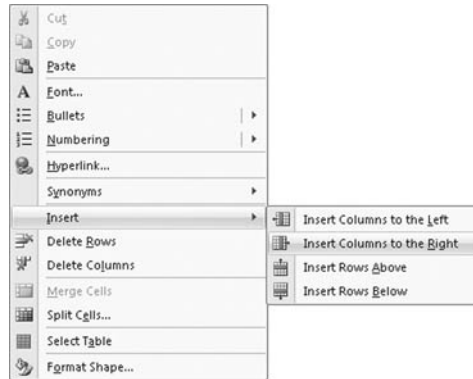 Cut
Copy
Paste
Font...
Bullets
Numbering
Hyperlink...
Synonyms
Insert
Delete Rows
Delete Columns
Merge Cells
Split Cells...
Select Table
Format Shape...
Insert Columns to the Left
Insert Columns to the Right
Insert Rows Above
Insert Rows Below